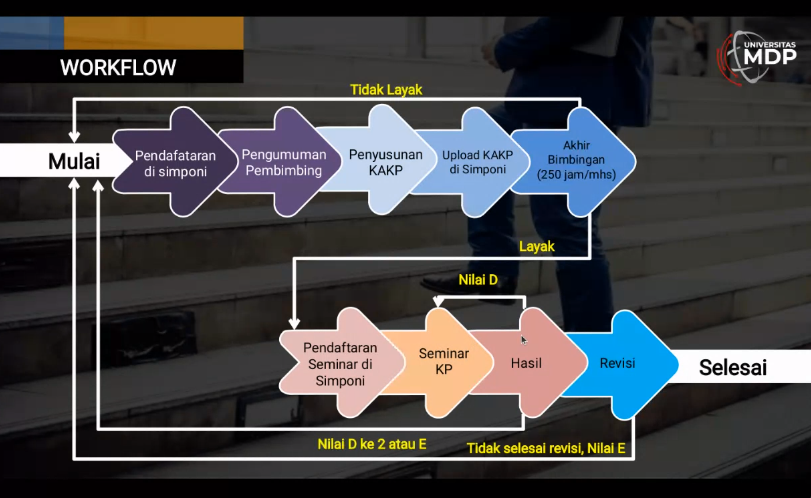 UNIVERSITAS
MDP
WORKFLOW
Tidak Layak
Mulai
Pendafataran
di simponi
Pengumuman
Pembimbing
Penyusunan
KAKP
Upload KAKP
di Simponi
Akhir
Bimbingan
(250 jam/mhs)
Layak
Nilai D
Pendaftaran
Seminar di
Simponi
Seminar
KP
Hasil
Revisi
Selesai
Nilai D ke 2 atau E
Tidak selesai revisi, Nilai E